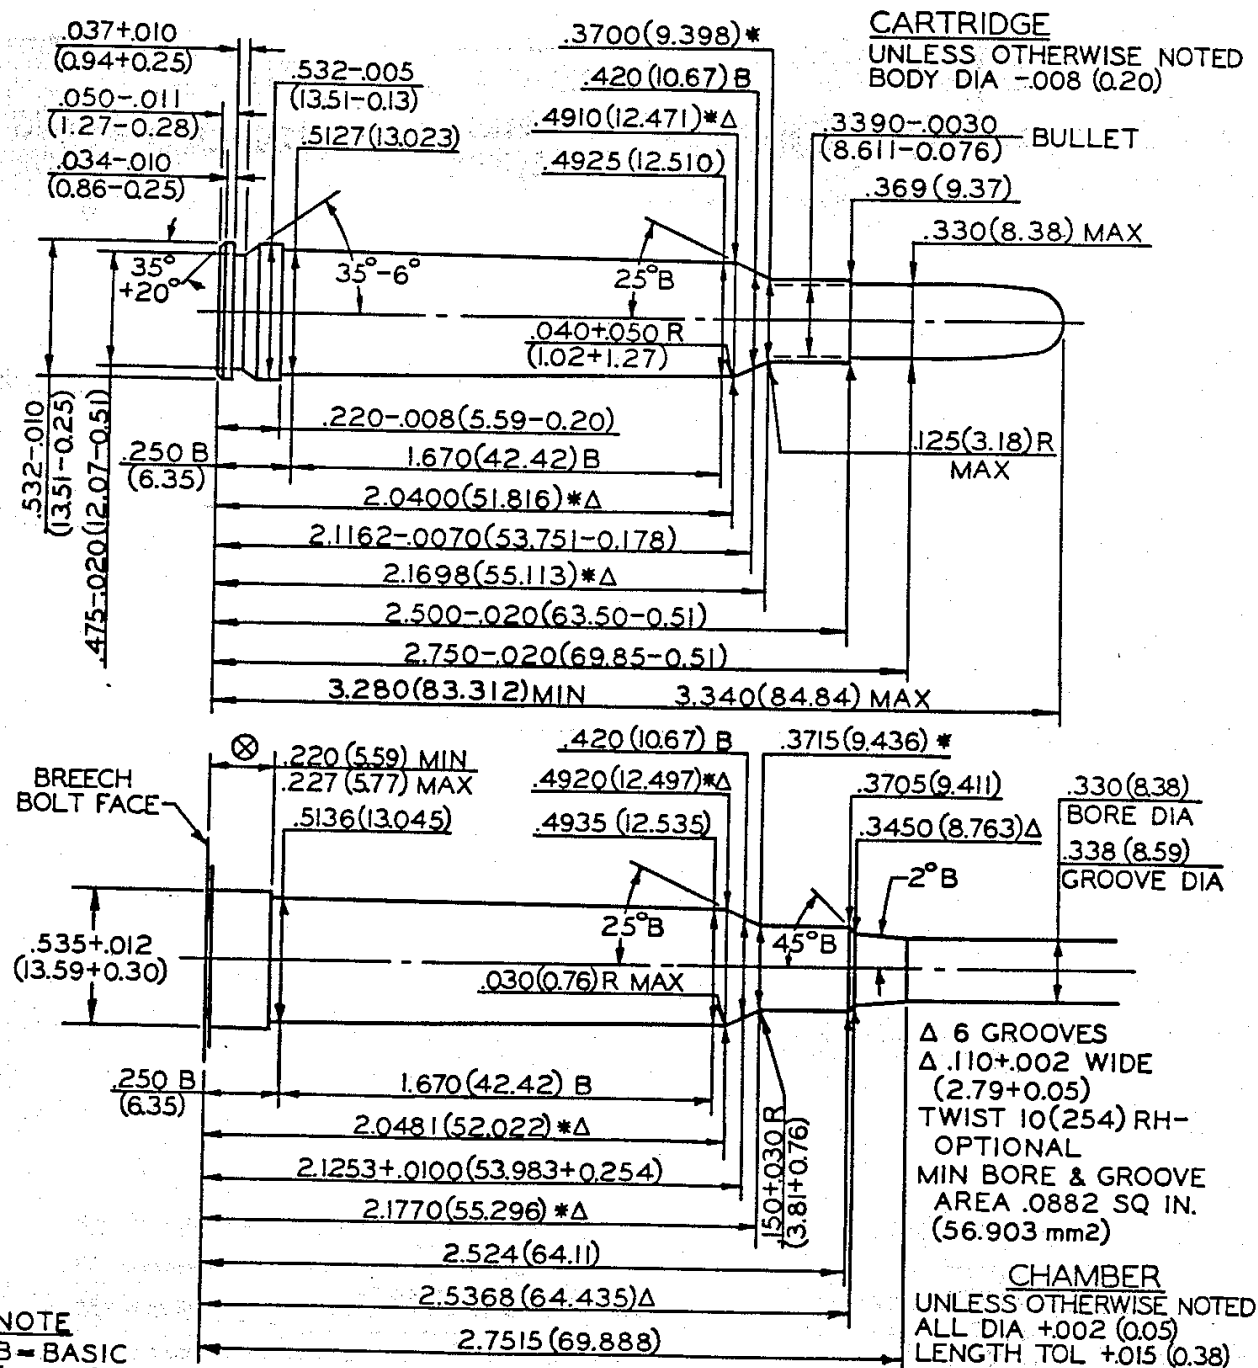 CARTRIDGE
UNLESS OTHERWISE NOTED
BODY DIA -.008 (0.20)
.037+.010
(0.94+0.25)
.050-.011
(1.27-0.28)
.034-.010
(0.86-0.25)
.532-.005
(13.51-0.13)
.5127(13.023)
.3700(9.398)*
.420(10.67) B
.4910(12.471)*Δ
.4925(12.510)
.3390-.0030
(8.611-0.076)
BULLET
.369(9.37)
.330(8.38) MAX
35°
+20°
35°-6°
25°B
.040+.050 R
(1.02+1.27)
.532-.010
(13.51-0.25)
.475-.020(12.07-0.51)
.220-.008(5.59-0.20)
.250 B
(6.35)
1.670(42.42)B
.125(3.18)R
MAX
2.0400(51.816)*Δ
2.1162-.0070(53.751-0.178)
2.1698(55.113)*Δ
2.500-.020(63.50-0.51)
2.750-.020(69.85-0.51)
3.280(83.312)MIN 3.340(84.84) MAX
⊗
.220 (5.59) MIN
.227 (5.77) MAX
BREECH
BOLT FACE
.5136(13.045)
.420(10.67) B
.4920(12.497)*Δ
.4935(12.535)
.3715(9.436) *
.3705(9.411)
.3450(8.763)Δ
.330(8.38)
BORE DIA
.338(8.59)
GROOVE DIA
2°B
25°B
45°B
.535+.012
(13.59+0.30)
.030(0.76)R MAX
.250 B
(6.35)
1.670(42.42) B
2.0481(52.022)*Δ
2.1253+.0100(53.983+0.254)
.150+.030 R
(3.81+0.76)
2.1770(55.296)*Δ
2.524(64.11)
2.5368(64.435)Δ
2.7515(69.888)
Δ 6 GROOVES
Δ .110+.002 WIDE
(2.79+0.05)
TWIST 10(254) RH-
OPTIONAL
MIN BORE & GROOVE
AREA .0882 SQ IN.
(56.903 mm2)
CHAMBER
UNLESS OTHERWISE NOTED
ALL DIA +.002 (0.05)
LENGTH TOL +.015 (0.38)
NOTE
B = BASIC